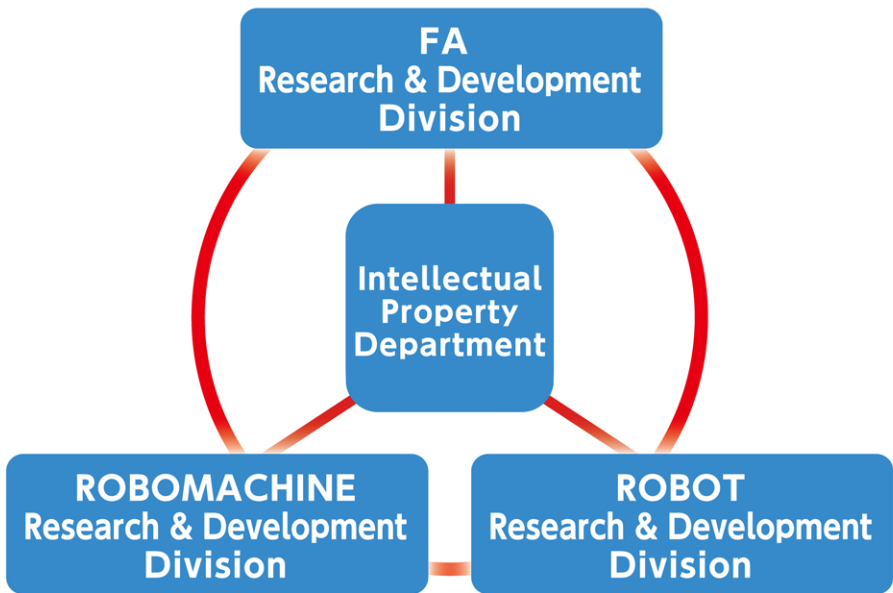 FA
Research & Development
Division
Intellectual
Property
Department
ROBOMACHINE
Research & Development
Division
ROBOT
Research & Development
Division